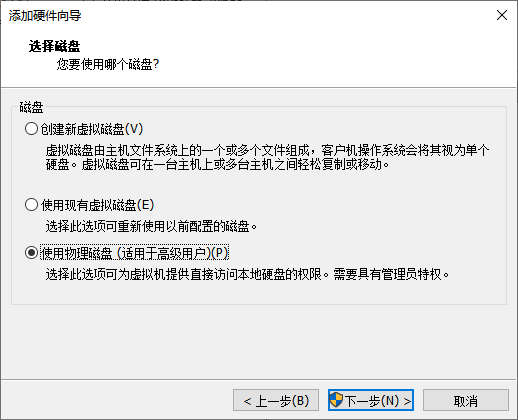 添加硬件向导
选择磁盘
您要使用哪个磁盘?
磁盘
创建新虚拟磁盘(V)
虚拟磁盘由主机文件系统上的一个或多个文件组成，客户机操作系统会将其视为单个
硬盘。虚拟磁盘可在一台主机上或多台主机之间轻松复制或移动。
使用现有虚拟磁盘(E)
选择此选项可重新使用以前配置的磁盘。
使用物理磁盘 (适用于高级用户)(P)
选择此选项可为虚拟机提供直接访问本地硬盘的权限。需要具有管理员特权。
< 上一步(B)
下一步(N) >
取消